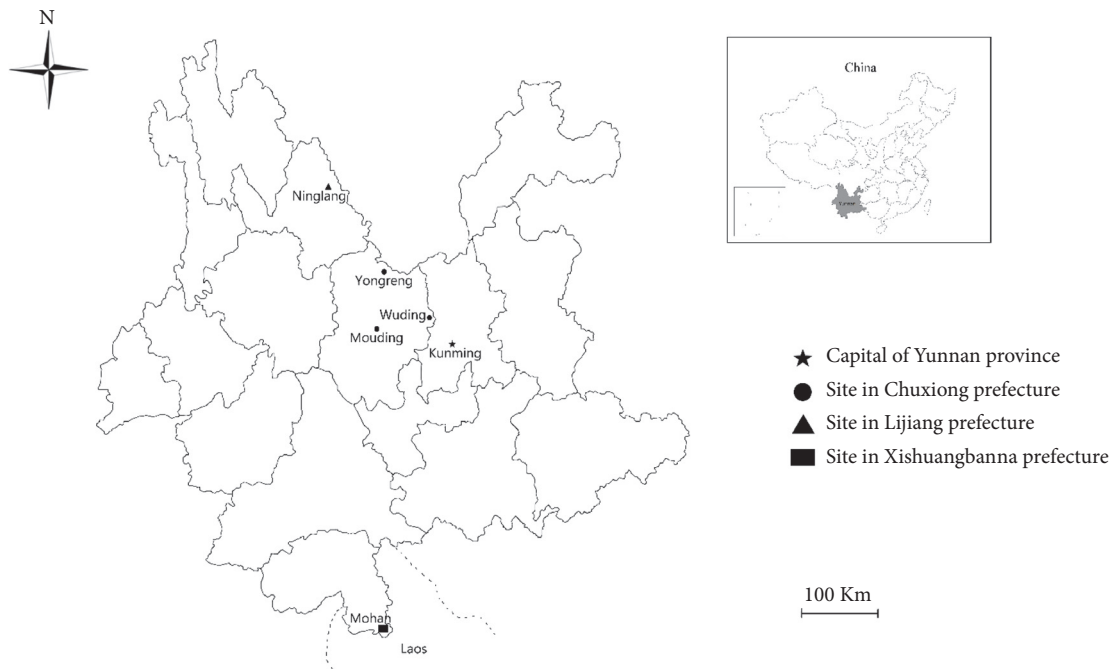 N
China
Yunnan
Ninglang
Yongreng
Wuding
Mouding
Kunming
Capital of Yunnan province
Site in Chuxiong prefecture
Site in Lijiang prefecture
Site in Xishuangbanna prefecture
100 Km
Mohan
Laos